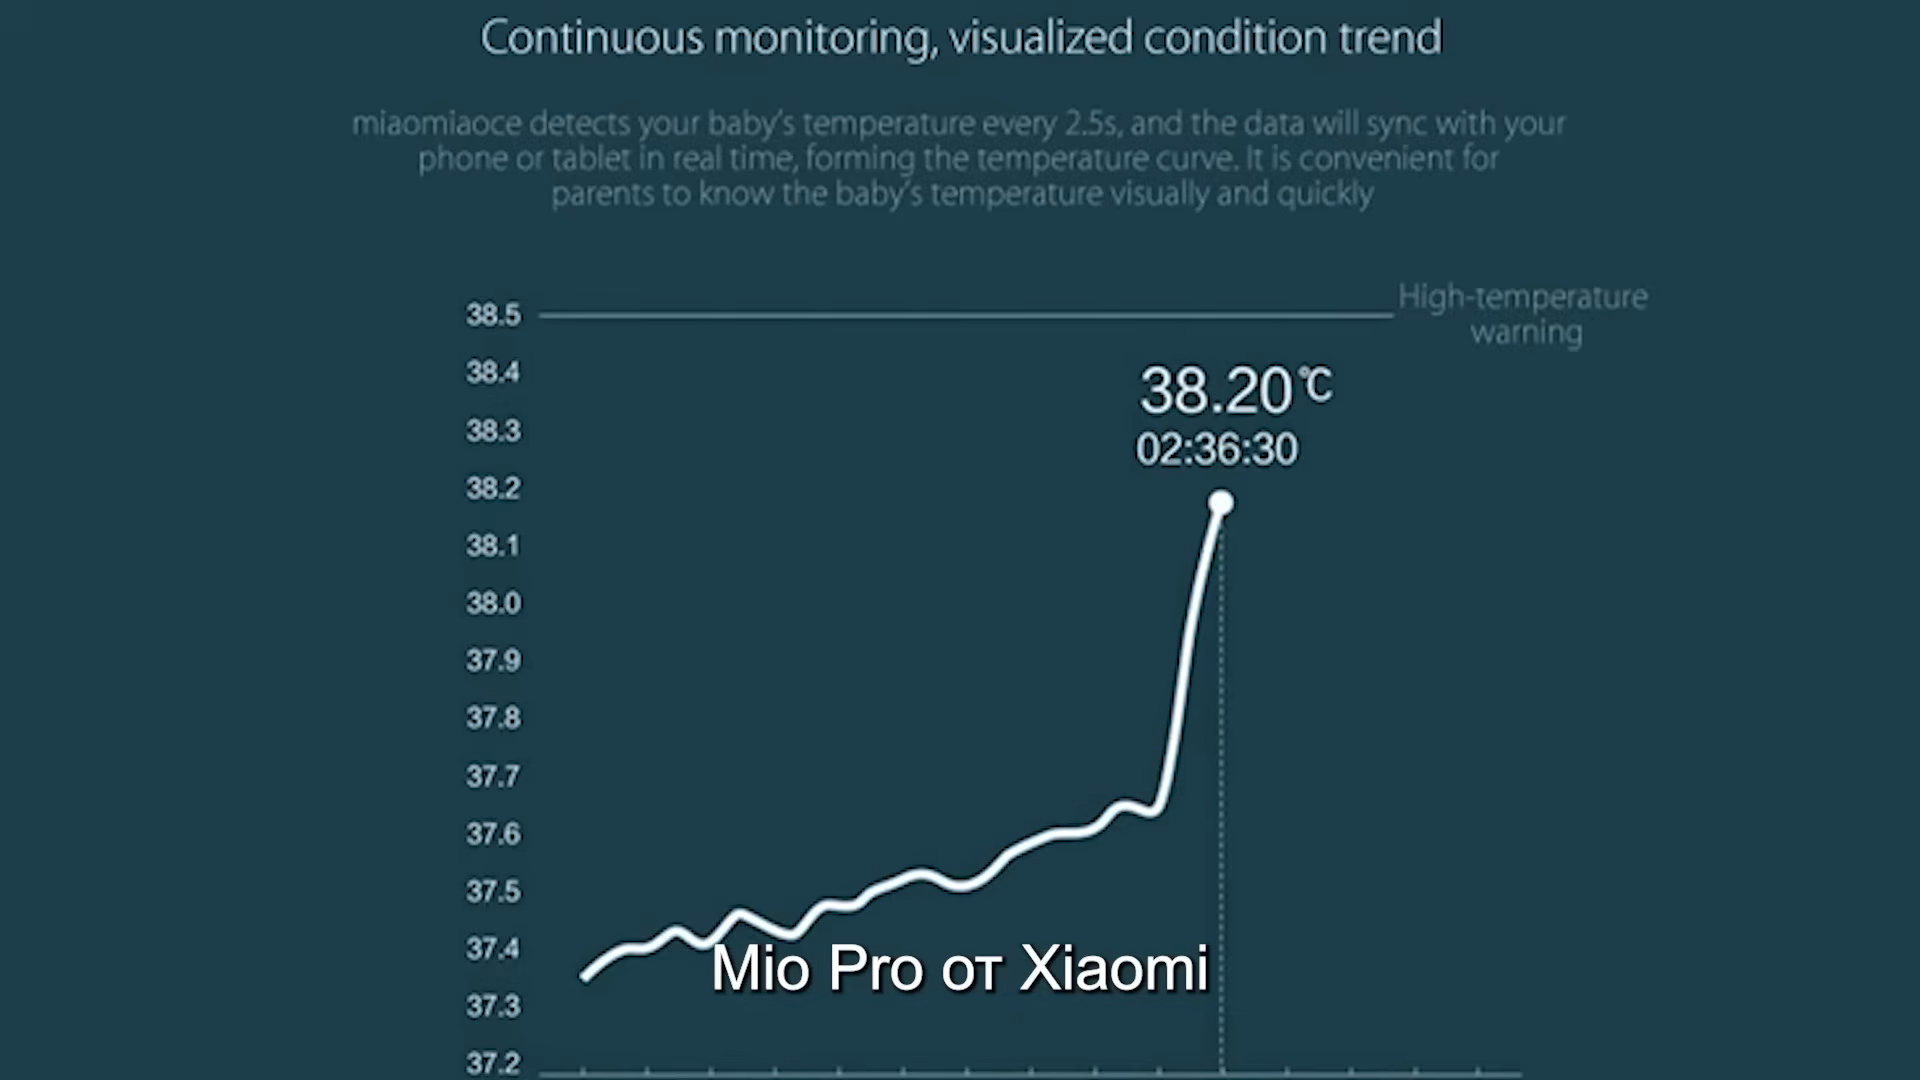 Continuous monitoring, visualized condition trend
miaomiaoce detects your baby's temperature every 2.5s, and the data will sync with your
phone or tablet in real time, forming the temperature curve. It is convenient for
parents to know the baby's temperature visually and quickly
High-temperature
warning
38.5
38.4
38.20℃
38.3
02:36:30
38.2
38.1
38.0
37.9
37.8
37.7
37.6
37.5
37.4
Mio Pro от Xiaomi
37.3
37.2